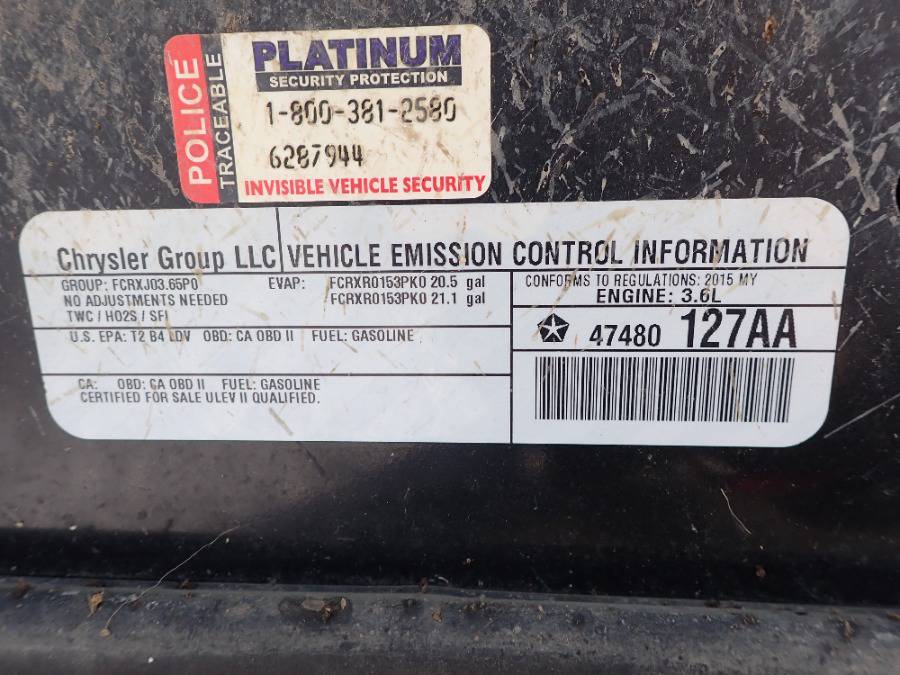 POLICE
TRACEABLE
PLATINUM
SECURITY PROTECTION
1-800-381-2580
6287944
INVISIBLE VEHICLE SECURITY
Chrysler Group LLC VEHICLE EMISSION CONTROL INFORMATION
GROUP: FCRXJ03.65P0 EVAP: FCRXR0153PK0 20.5 gal
NO ADJUSTMENTS NEEDED FCRXR0153PK0 21.1 gal
TWC / HO2S / SFI
U.S. EPA: T2 B4 LDV OBD: CA OBD II FUEL: GASOLINE
CA: OBD: CA OBD II FUEL: GASOLINE
CERTIFIED FOR SALE ULEV II QUALIFIED.
CONFORMS TO REGULATIONS: 2015 MY
ENGINE: 3.6L
47480 127AA